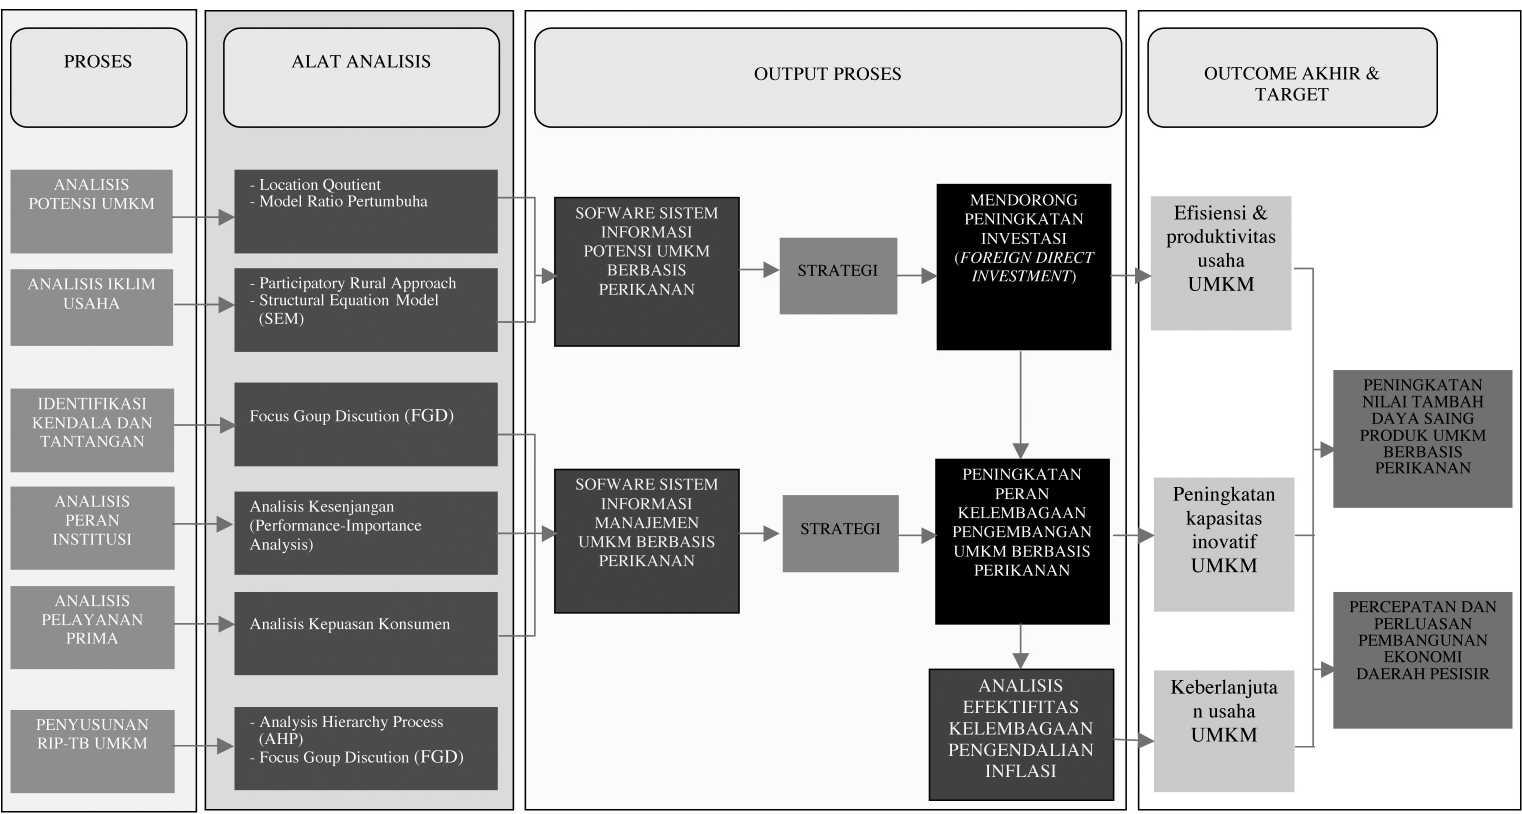 PROSES
ALAT ANALISIS
OUTPUT PROSES
OUTCOME AKHIR &
TARGET
ANALISIS
POTENSI UMKM
ANALISIS IKLIM
USAHA
IDENTIFIKASI
KENDALA DAN
TANTANGAN
ANALISIS
PERAN
INSTITUSI
ANALISIS
PELAYANAN
PRIMA
PENYUSUNAN
RIP-TB UMKM
- Location Qoutient
- Model Ratio Pertumbuha
- Participatory Rural Approach
- Structural Equation Model
(SEM)
Focus Goup Discution (FGD)
Analisis Kesenjangan
(Performance-Importance
Analysis)
Analisis Kepuasan Konsumen
- Analysis Hierarchy Process
(AHP)
- Focus Goup Discution (FGD)
SOFWARE SISTEM
INFORMASI
POTENSI UMKM
BERBASIS
PERIKANAN
STRATEGI
MENDORONG
PENINGKATAN
INVESTASI
(FOREIGN DIRECT
INVESTMENT)
SOFWARE SISTEM
INFORMASI
MANAJEMEN
UMKM BERBASIS
PERIKANAN
STRATEGI
PENINGKATAN
PERAN
KELEMBAGAAN
PENGEMBANGAN
UMKM BERBASIS
PERIKANAN
ANALISIS
EFEKTIFITAS
KELEMBAGAAN
PENGENDALIAN
INFLASI
Efisiensi &
produktivitas
usaha
UMKM
Peningkatan
kapasitas
inovatif
UMKM
Keberlanjuta
n usaha
UMKM
PENINGKATAN
NILAI TAMBAH
DAYA SAING
PRODUK UMKM
BERBASIS
PERIKANAN
PERCEPATAN DAN
PERLUASAN
PEMBANGUNAN
EKONOMI
DAERAH PESISIR